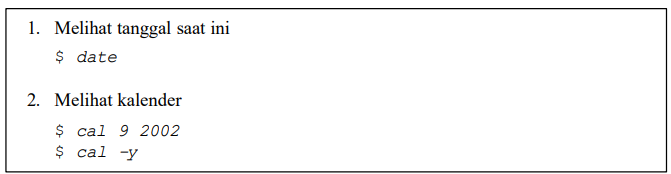 1. Melihat tanggal saat ini
$ date
2. Melihat kalender
$ cal 9 2002
$ cal -y